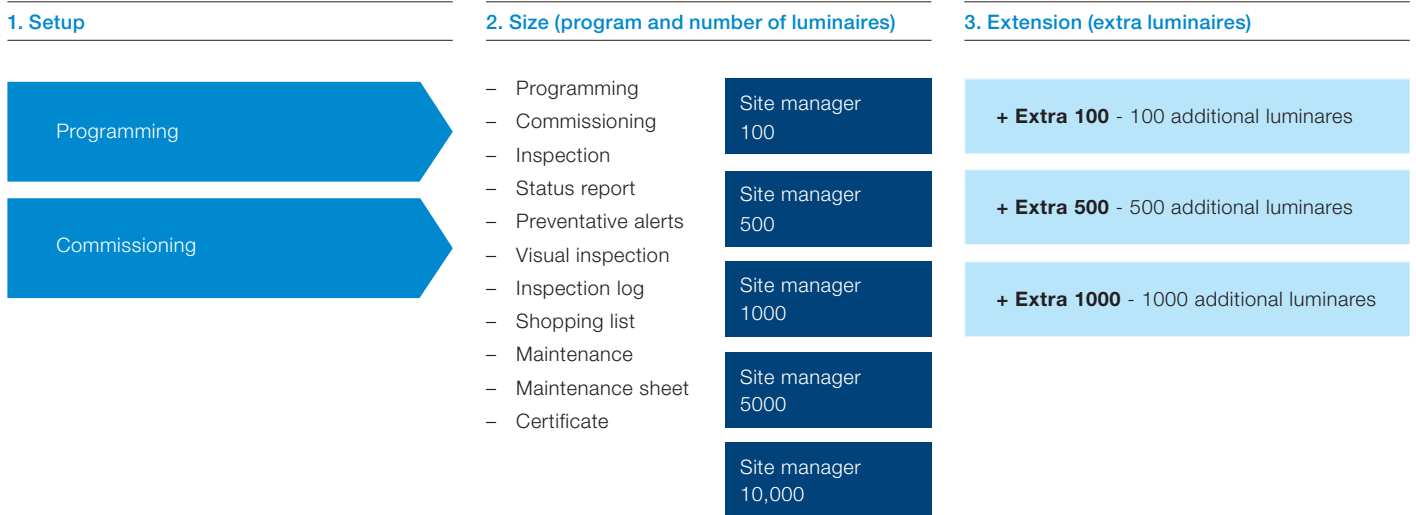 1. Setup
Programming
Commissioning
2. Size (program and number of luminaires)
– Programming
– Commissioning
– Inspection
– Status report
– Preventative alerts
– Visual inspection
– Inspection log
– Shopping list
– Maintenance
– Maintenance sheet
– Certificate
Site manager
100
Site manager
500
Site manager
1000
Site manager
5000
Site manager
10,000
3. Extension (extra luminaires)
+ Extra 100 - 100 additional luminares
+ Extra 500 - 500 additional luminares
+ Extra 1000 - 1000 additional luminares